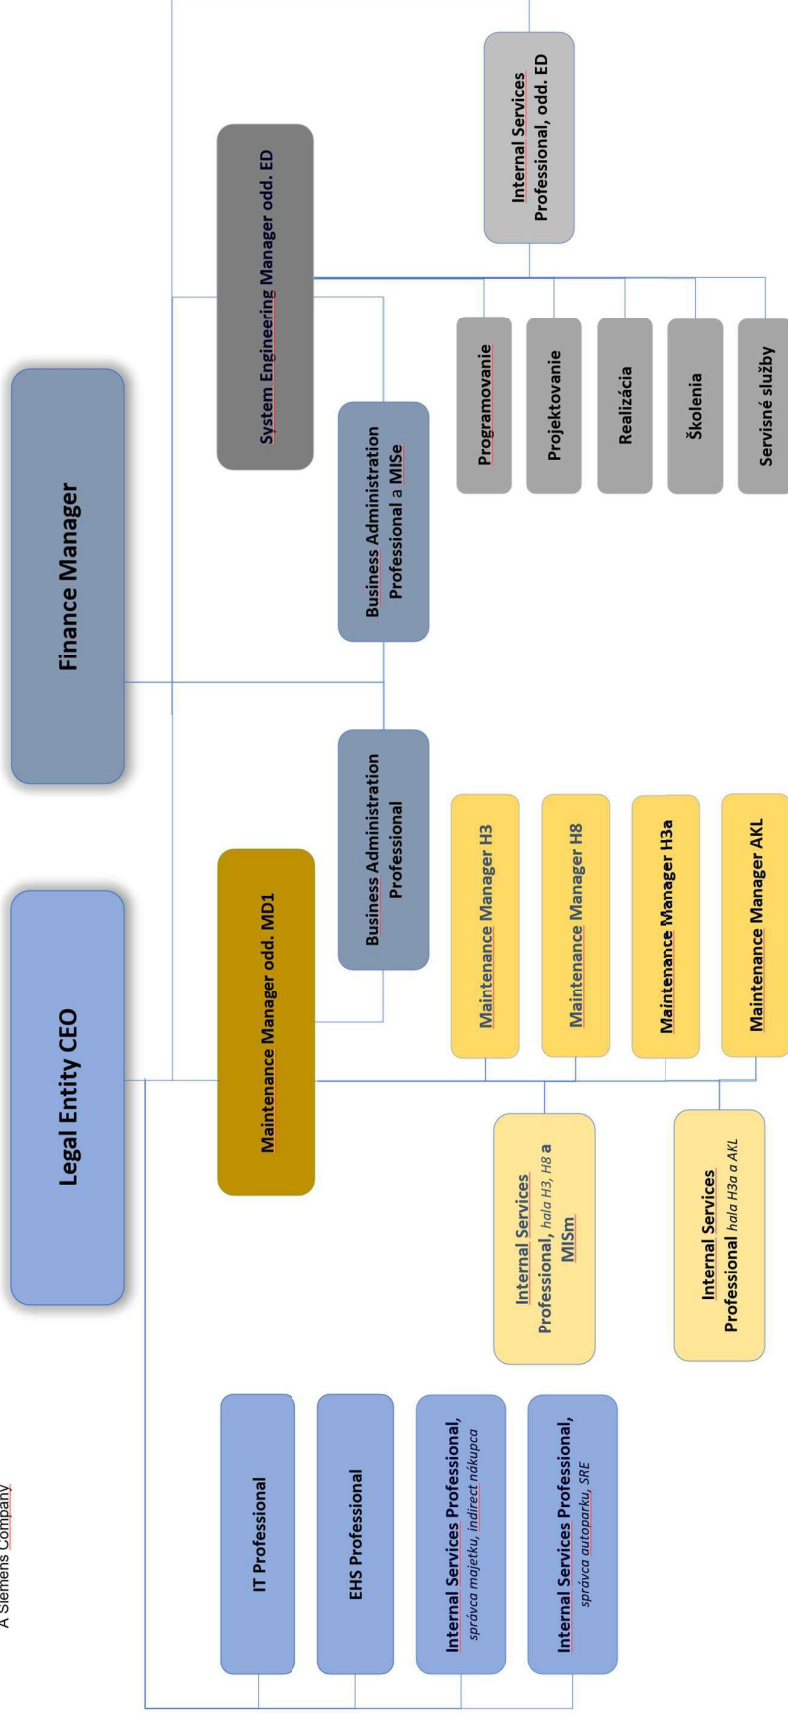 A Siemens Company
Legal Entity CEO
Finance Manager
Maintenance Manager odd. MD1
System Engineering Manager odd. ED
Business Administration
Professional
Business Administration
Professional a MISe
IT Professional
EHS Professional
Internal Services Professional,
správca majetku, indirect nákupca
Internal Services Professional,
správca autoparku, SRE
Internal Services
Professional, hala H3, H8 a
MISm
Internal Services
Professional hala H3a a AKL
Maintenance Manager H3
Maintenance Manager H8
Maintenance Manager H3a
Maintenance Manager AKL
Programovanie
Projektovanie
Realizácia
Školenia
Servisné služby
Internal Services
Professional, odd. ED